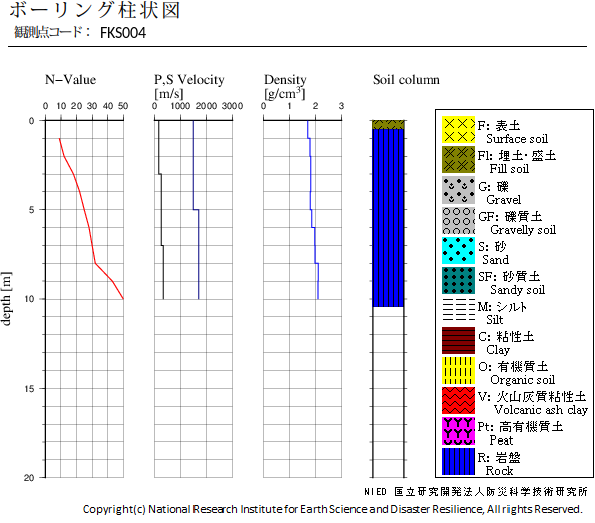 ボーリング柱状図
観測点コード： FKS004
N−Value
P,S Velocity
[m/s]
Density
[g/cm³]
Soil column
0 10 20 30 40 50
0 1000 2000 3000
0 1 2 3
0
5
10
15
20
depth [m]
F: 表土
Surface soil
Fl: 埋土・盛土
Fill soil
G: 礫
Gravel
GF: 礫質土
Gravelly soil
S: 砂
Sand
SF: 砂質土
Sandy soil
M: シルト
Silt
C: 粘性土
Clay
O: 有機質土
Organic soil
V: 火山灰質粘性土
Volcanic ash clay
Pt: 高有機質土
Peat
R: 岩盤
Rock
NIED 国立研究開発法人防災科学技術研究所
Copyright(c) National Research Institute for Earth Science and Disaster Resilience, All rights Reserved.